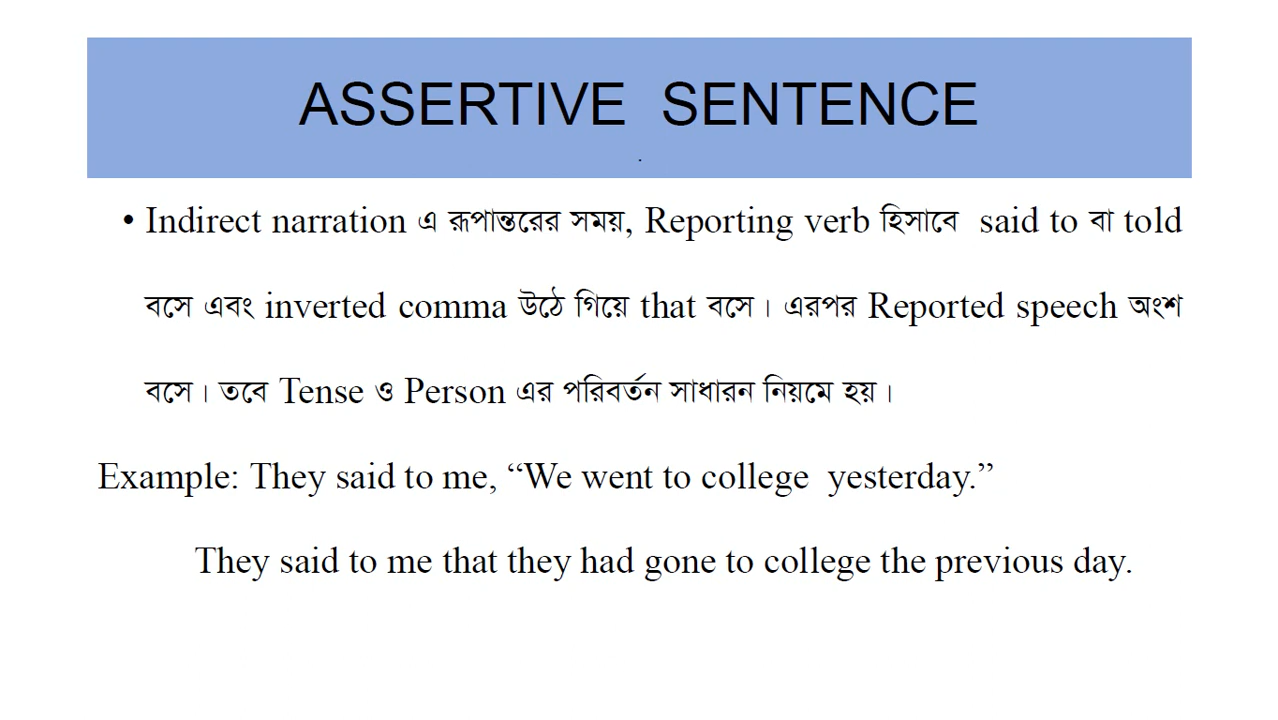 ASSERTIVE SENTENCE
.
• Indirect narration এ রূপান্তরের সময়, Reporting verb হিসাবে said to বা told
বসে এবং inverted comma উঠে গিয়ে that বসে। এরপর Reported speech অংশ
বসে। তবে Tense ও Person এর পরিবর্তন সাধারন নিয়মে হয়।
Example: They said to me, “We went to college yesterday.”
They said to me that they had gone to college the previous day.